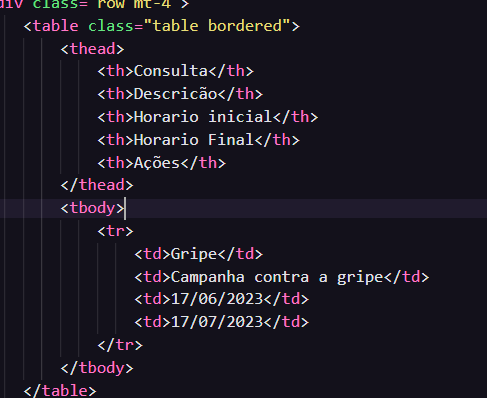 div class="row mt-4">
<table class="table bordered">
<thead>
<th>Consulta</th>
<th>Descricão</th>
<th>Horario inicial</th>
<th>Horario Final</th>
<th>Ações</th>
</thead>
<tbody>
<tr>
<td>Gripe</td>
<td>Campanha contra a gripe</td>
<td>17/06/2023</td>
<td>17/07/2023</td>
</tr>
</tbody>
</table>